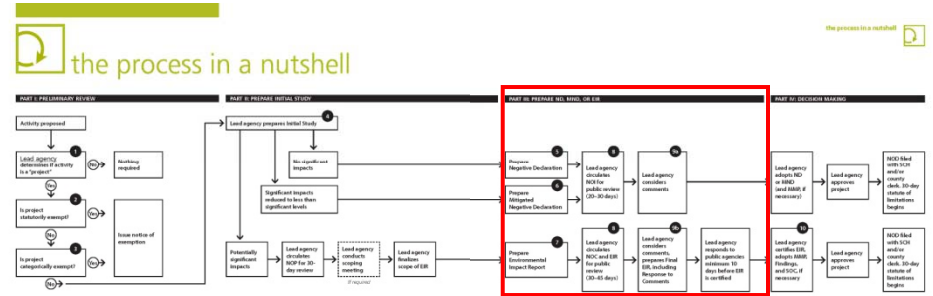 the process in a nutshell
the process in a nutshell
PART I: PRELIMINARY REVIEW
Activity proposed
1
Lead agency
determines if activity
is a "project"
No
Nothing
required
Yes
2
Is project
statutorily exempt?
Yes
Issue notice of
exemption
No
3
Is project
categorically exempt?
Yes
No
PART II: PREPARE INITIAL STUDY
4
Lead agency prepares Initial Study
No significant
impacts
Significant impacts
reduced to less than
significant levels
Potentially
significant
impacts
Lead agency
circulates
NOP for 30-
day review
Lead agency
conducts
scoping
meeting
if required
Lead agency
finalizes
scope of EIR
PART III: PREPARE ND, MND, OR EIR
5
Prepare
Negative Declaration
6
Prepare
Mitigated
Negative Declaration
8
Lead agency
circulates
NOI for
public review
(20–30-days)
9b
Lead agency
considers
comments
7
Prepare
Environmental
Impact Report
8
Lead agency
circulates
NOC and EIR
for public
review
(30–45 days)
9b
Lead agency
considers
comments,
prepares Final
EIR, including
Response to
Comments
Lead agency
responds to
public agencies
minimum 10
days before EIR
is certified
PART IV: DECISION MAKING
Lead agency
adopts ND
or MND
(and MMP, if
necessary)
Lead agency
approves
project
NOD filed
with SCH
and/or
county
clerk. 30-day
statute of
limitations
begins
10
Lead agency
certifies EIR,
adopts MMP,
Findings,
and SOC, if
necessary
Lead agency
approves
project
NOD filed
with SCH
and/or
county
clerk. 30-day
statute of
limitations
begins